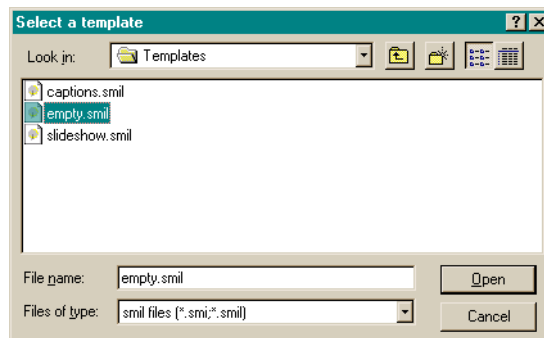 Select a template
Look in: Templates
captions.smil
empty.smil
slideshow.smil
File name: empty.smil Open
Files of type: smil files (*.smi;*.smil) Cancel